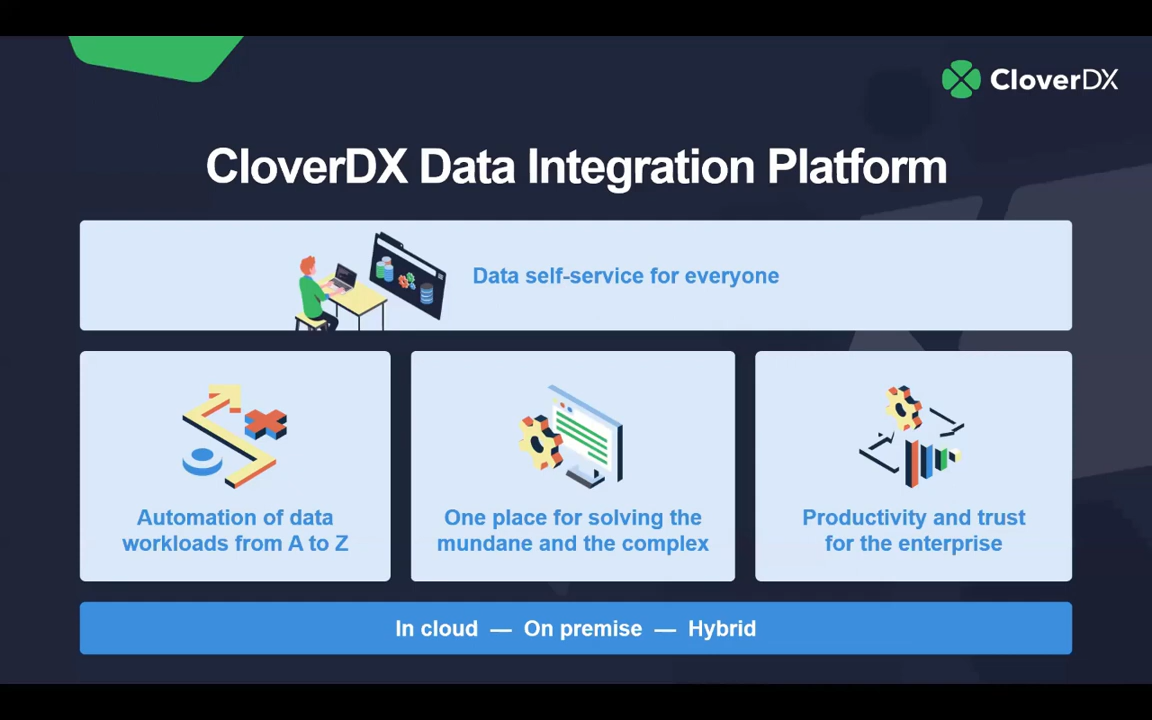 CloverDX
CloverDX Data Integration Platform
Data self-service for everyone
Automation of data
workloads from A to Z
One place for solving the
mundane and the complex
Productivity and trust
for the enterprise
In cloud — On premise — Hybrid